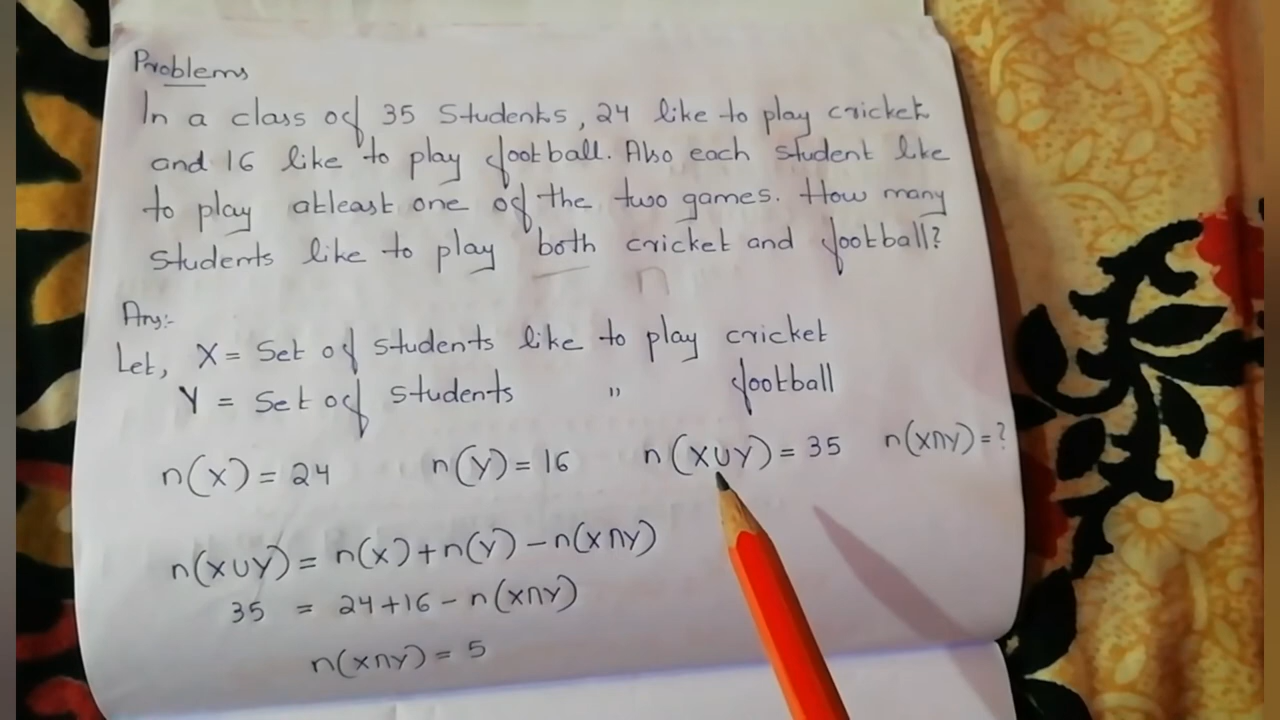 Problems
In a class of 35 Students, 24 like to play cricket
and 16 like to play football. Also each student like
to play atleast one of the two games. How many
students like to play both cricket and football?
n
Ans:-
Let, X = Set of students like to play cricket
Y = Set of students " football
n(X) = 24 n(Y) = 16 n(X∪Y) = 35 n(X∩Y) = ?
n(X∪Y) = n(X) + n(Y) - n(X∩Y)
35 = 24+16 - n(X∩Y)
n(X∩Y) = 5